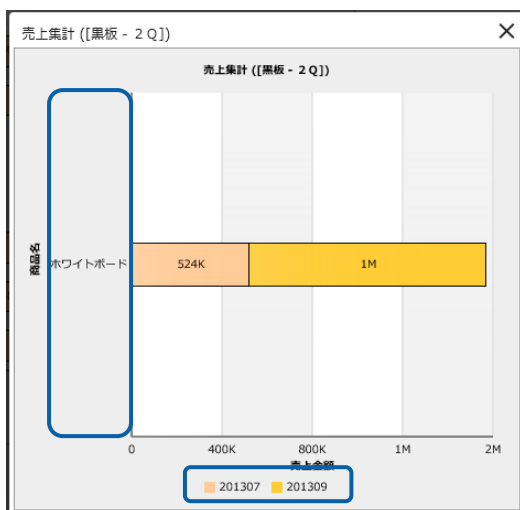 売上集計 ([黒板 - ２Ｑ])
売上集計 ([黒板 - ２Ｑ])
商品名
ホワイトボード
524K
1M
0
400K
800K
1M
2M
売上金額
201307
201309